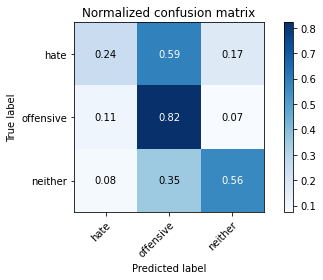 Normalized confusion matrix
hate 0.24 0.59 0.17
offensive 0.11 0.82 0.07
neither 0.08 0.35 0.56
hate offensive neither
True label
Predicted label
0.8
0.7
0.6
0.5
0.4
0.3
0.2
0.1